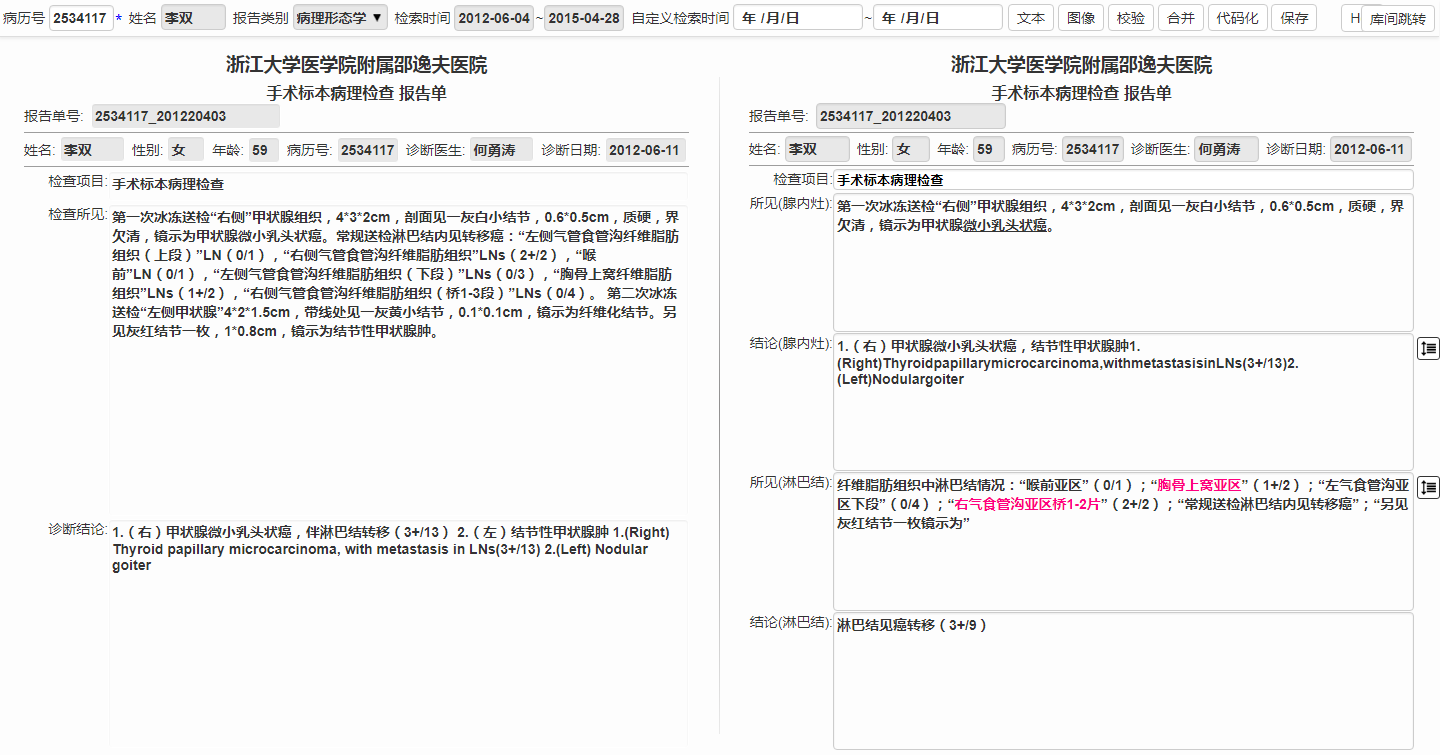 病历号 2534117 * 姓名 李双 报告类别 病理形态学 ▼ 检索时间 2012-06-04 ~ 2015-04-28 自定义检索时间 年 /月/日 ~ 年 /月/日 文本 图像 校验 合并 代码化 保存 H 库间跳转
浙江大学医学院附属邵逸夫医院
手术标本病理检查 报告单
报告单号: 2534117_201220403
姓名: 李双 性别: 女 年龄: 59 病历号: 2534117 诊断医生: 何勇涛 诊断日期: 2012-06-11
检查项目: 手术标本病理检查
检查所见: 第一次冰冻送检“右侧”甲状腺组织，4*3*2cm，剖面见一灰白小结节，0.6*0.5cm，质硬，界
欠清，镜示为甲状腺微小乳头状癌。常规送检淋巴结内见转移癌：“左侧气管食管沟纤维脂肪
组织（上段）”LN（0/1），“右侧气管食管沟纤维脂肪组织”LNs（2+/2），“喉
前”LN（0/1），“左侧气管食管沟纤维脂肪组织（下段）”LNs（0/3），“胸骨上窝纤维脂肪
组织”LNs（1+/2），“右侧气管食管沟纤维脂肪组织（桥1-3段）”LNs（0/4）。 第二次冰冻
送检“左侧甲状腺”4*2*1.5cm，带线处见一灰黄小结节，0.1*0.1cm，镜示为纤维化结节。另
见灰红结节一枚，1*0.8cm，镜示为结节性甲状腺肿。
诊断结论: 1.（右）甲状腺微小乳头状癌，伴淋巴结转移（3+/13） 2.（左）结节性甲状腺肿 1.(Right)
Thyroid papillary microcarcinoma, with metastasis in LNs(3+/13) 2.(Left) Nodular
goiter
浙江大学医学院附属邵逸夫医院
手术标本病理检查 报告单
报告单号: 2534117_201220403
姓名: 李双 性别: 女 年龄: 59 病历号: 2534117 诊断医生: 何勇涛 诊断日期: 2012-06-11
检查项目: 手术标本病理检查
所见(腺内灶): 第一次冰冻送检“右侧”甲状腺组织，4*3*2cm，剖面见一灰白小结节，0.6*0.5cm，质硬，界
欠清，镜示为甲状腺微小乳头状癌。
结论(腺内灶): 1.（右）甲状腺微小乳头状癌，结节性甲状腺肿1.
(Right)Thyroidpapillarymicrocarcinoma,withmetastasisinLNs(3+/13)2.
(Left)Nodulargoiter
所见(淋巴结): 纤维脂肪组织中淋巴结情况：“喉前亚区”（0/1）；“胸骨上窝亚区”（1+/2）；“左气食管沟亚
区下段”（0/4）；“右气食管沟亚区桥1-2片”（2+/2）；“常规送检淋巴结内见转移癌”；“另见
灰红结节一枚镜示为”
结论(淋巴结): 淋巴结见癌转移（3+/9）